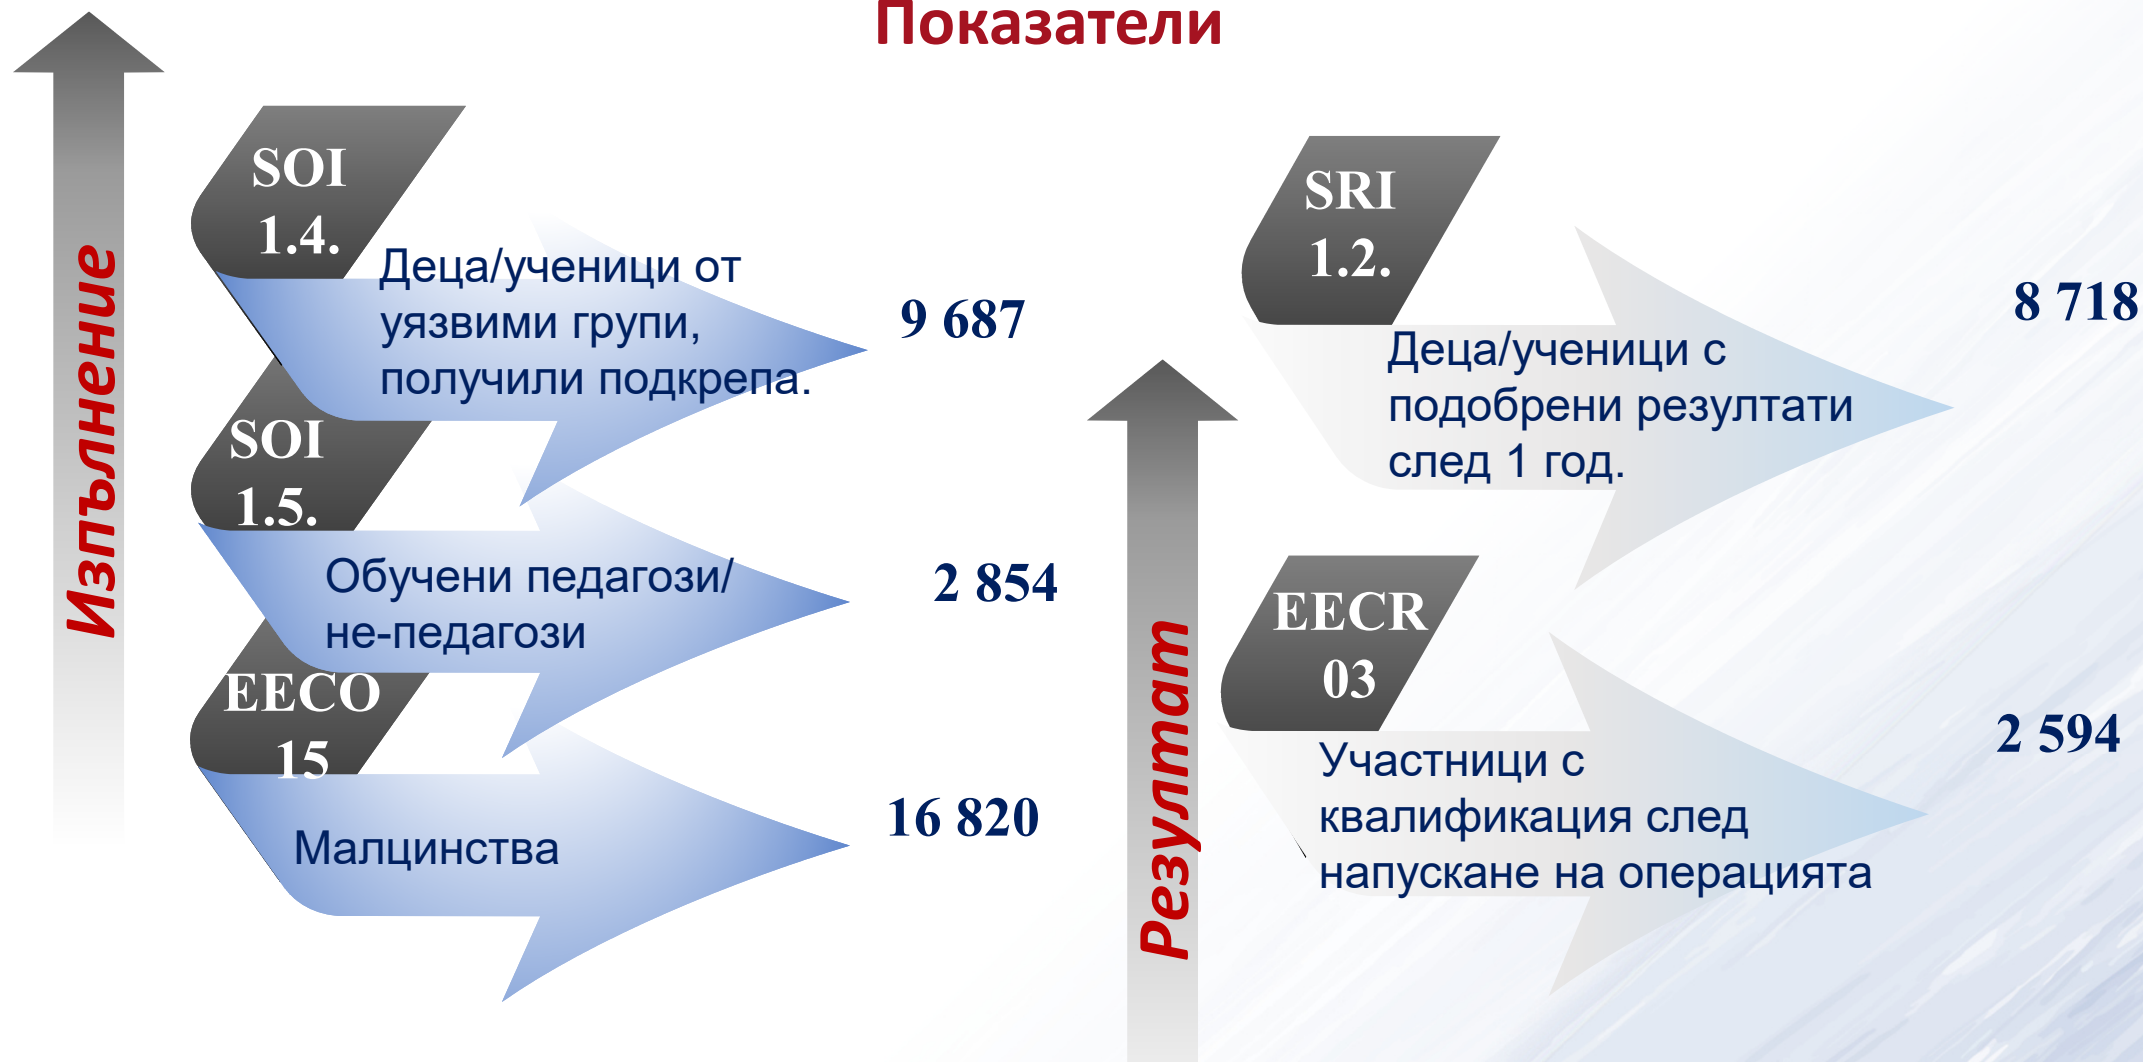 Показатели
Изпълнение
SOI
1.4.
Деца/ученици от
уязвими групи,
получили подкрепа.
9 687
SOI
1.5.
Обучени педагози/
не-педагози
2 854
EECO
15
Малцинства
16 820
Резултат
SRI
1.2.
Деца/ученици с
подобрени резултати
след 1 год.
8 718
EECR
03
Участници с
квалификация след
напускане на операцията
2 594